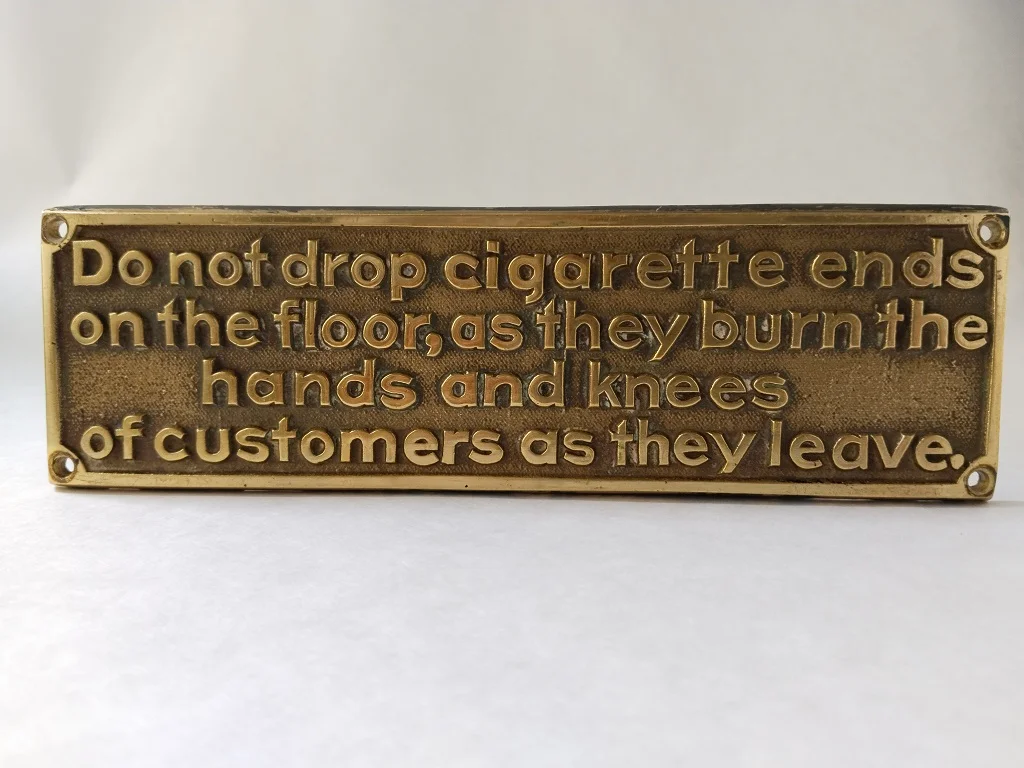 Do not drop cigarette ends
on the floor, as they burn the
hands and knees
of customers as they leave.